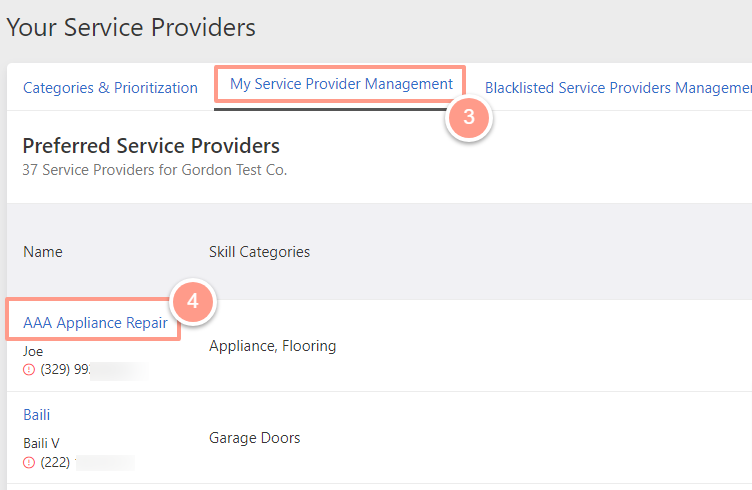 Your Service Providers
Categories & Prioritization My Service Provider Management Blacklisted Service Providers
3
Preferred Service Providers
37 Service Providers for Gordon Test Co.
Name Skill Categories
4
AAA Appliance Repair
Joe
Appliance, Flooring
(329)
Baili
Baili V
Garage Doors
(222)